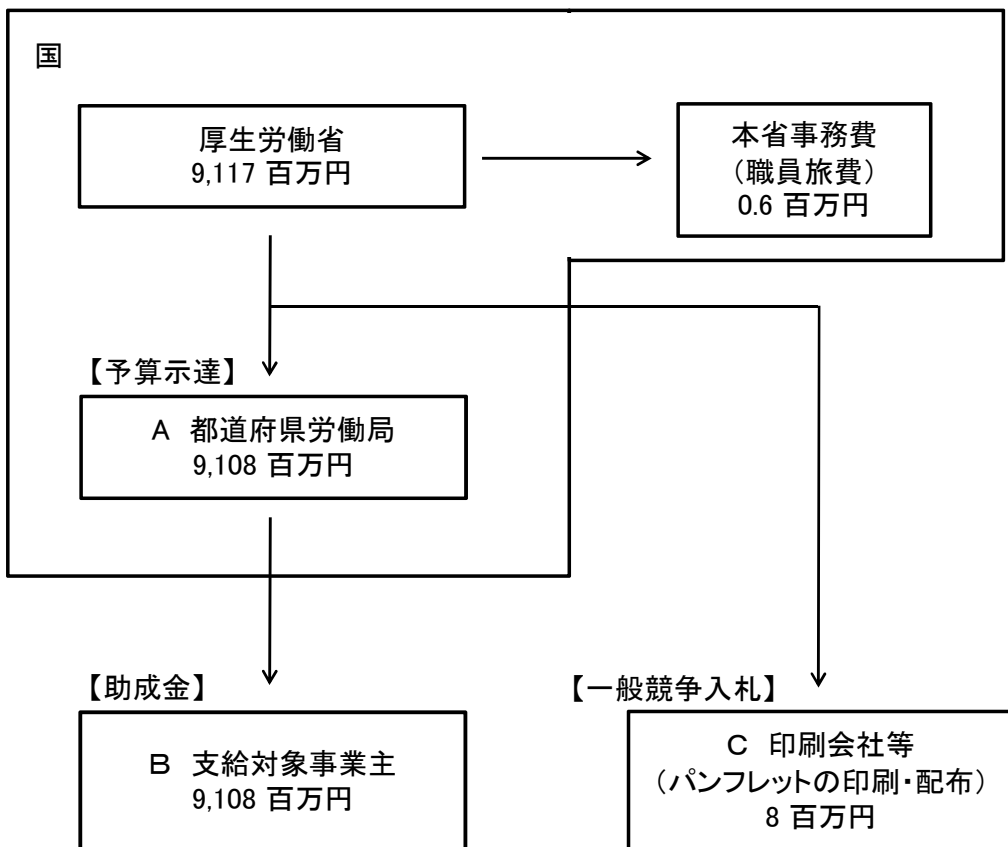 国
厚生労働省
9,117 百万円
本省事務費
（職員旅費）
0.6 百万円
【予算示達】
A 都道府県労働局
9,108 百万円
【助成金】
B 支給対象事業主
9,108 百万円
【一般競争入札】
C 印刷会社等
（パンフレットの印刷・配布）
8 百万円